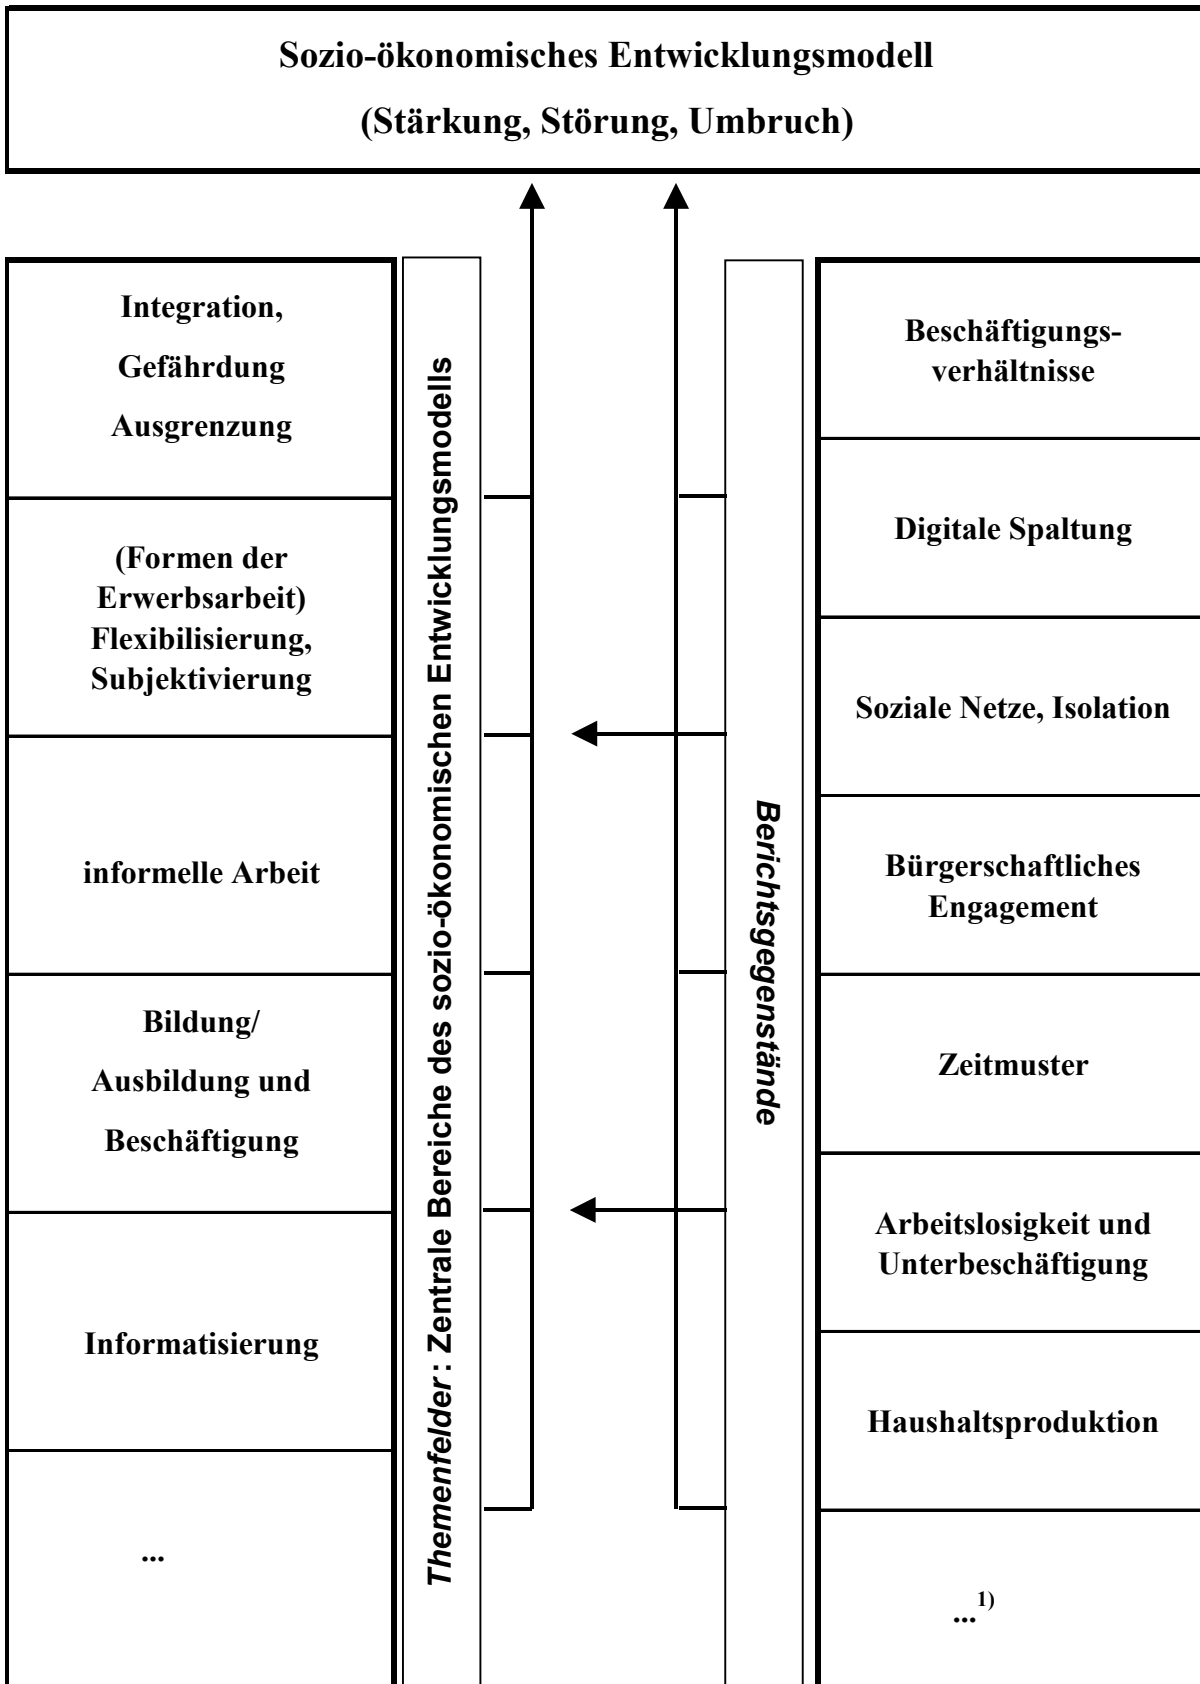 Sozio-ökonomisches Entwicklungsmodell
(Stärkung, Störung, Umbruch)
Integration,
Gefährdung
Ausgrenzung
(Formen der
Erwerbsarbeit)
Flexibilisierung,
Subjektivierung
informelle Arbeit
Bildung/
Ausbildung und
Beschäftigung
Informatisierung
...
Themenfelder: Zentrale Bereiche des sozio-ökonomischen Entwicklungsmodells
Berichtsgegenstände
Beschäftigungs-
verhältnisse
Digitale Spaltung
Soziale Netze, Isolation
Bürgerschaftliches
Engagement
Zeitmuster
Arbeitslosigkeit und
Unterbeschäftigung
Haushaltsproduktion
...1)